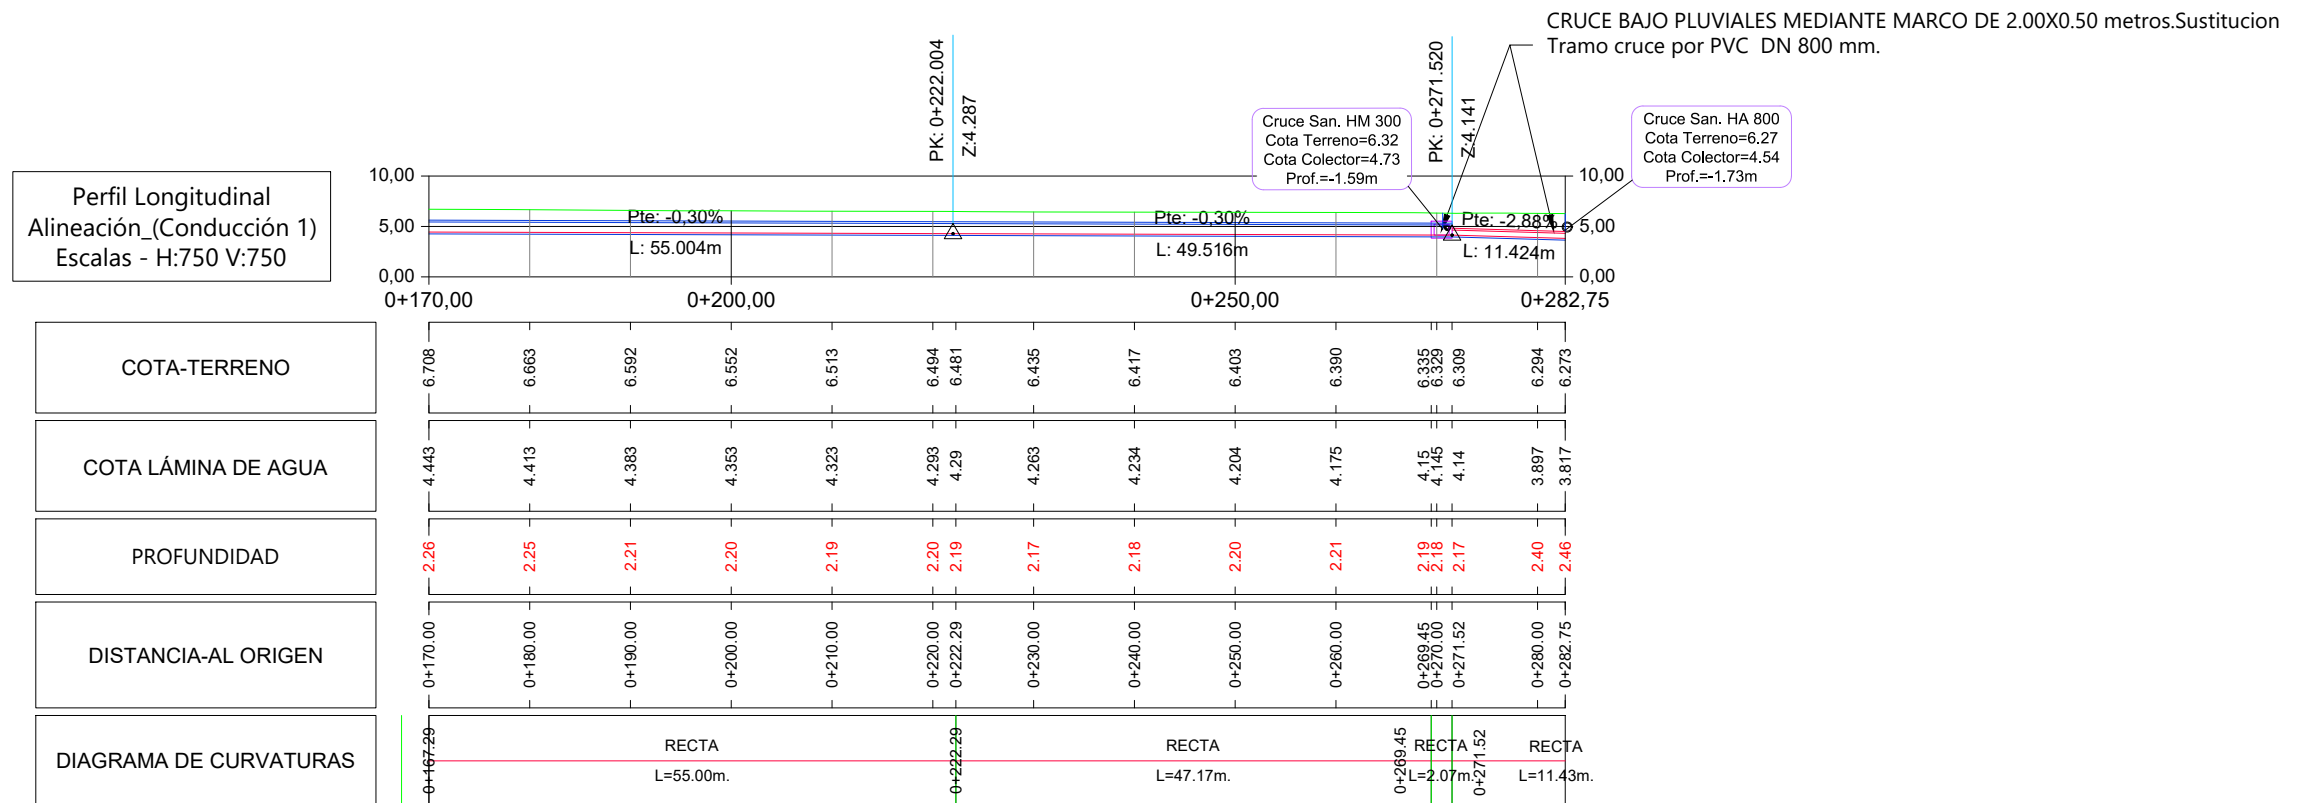 CRUCE BAJO PLUVIALES MEDIANTE MARCO DE 2.00X0.50 metros.Sustitucion
Tramo cruce por PVC DN 800 mm.
PK: 0+222.004
Z:4.287
PK: 0+271.520
Z:4.141
Cruce San. HM 300
Cota Terreno=6.32
Cota Colector=4.73
Prof.=-1.59m
Cruce San. HA 800
Cota Terreno=6.27
Cota Colector=4.54
Prof.=-1.73m
Perfil Longitudinal
Alineación_(Conducción 1)
Escalas - H:750 V:750
10,00
5,00
0,00
10,00
5,00
0,00
Pte: -0,30%
L: 55.004m
Pte: -0,30%
L: 49.516m
Pte: -2,88%
L: 11.424m
0+170,00 0+200,00 0+250,00 0+282,75
COTA-TERRENO
6.708 6.663 6.592 6.552 6.513 6.494 6.481 6.435 6.417 6.403 6.390 6.335 6.329 6.309 6.294 6.273
COTA LÁMINA DE AGUA
4.443 4.413 4.383 4.353 4.323 4.293 4.29 4.263 4.234 4.204 4.175 4.15 4.145 4.14 3.897 3.817
PROFUNDIDAD
2.26 2.25 2.21 2.20 2.19 2.20 2.19 2.17 2.18 2.20 2.21 2.19 2.18 2.17 2.40 2.46
DISTANCIA-AL ORIGEN
0+170.00 0+180.00 0+190.00 0+200.00 0+210.00 0+220.00 0+222.29 0+230.00 0+240.00 0+250.00 0+260.00 0+269.45 0+270.00 0+271.52 0+280.00 0+282.75
DIAGRAMA DE CURVATURAS
0+167.29
RECTA
L=55.00m.
0+222.29
RECTA
L=47.17m.
0+269.45
RECTA
L=2.07m.
0+271.52
RECTA
L=11.43m.